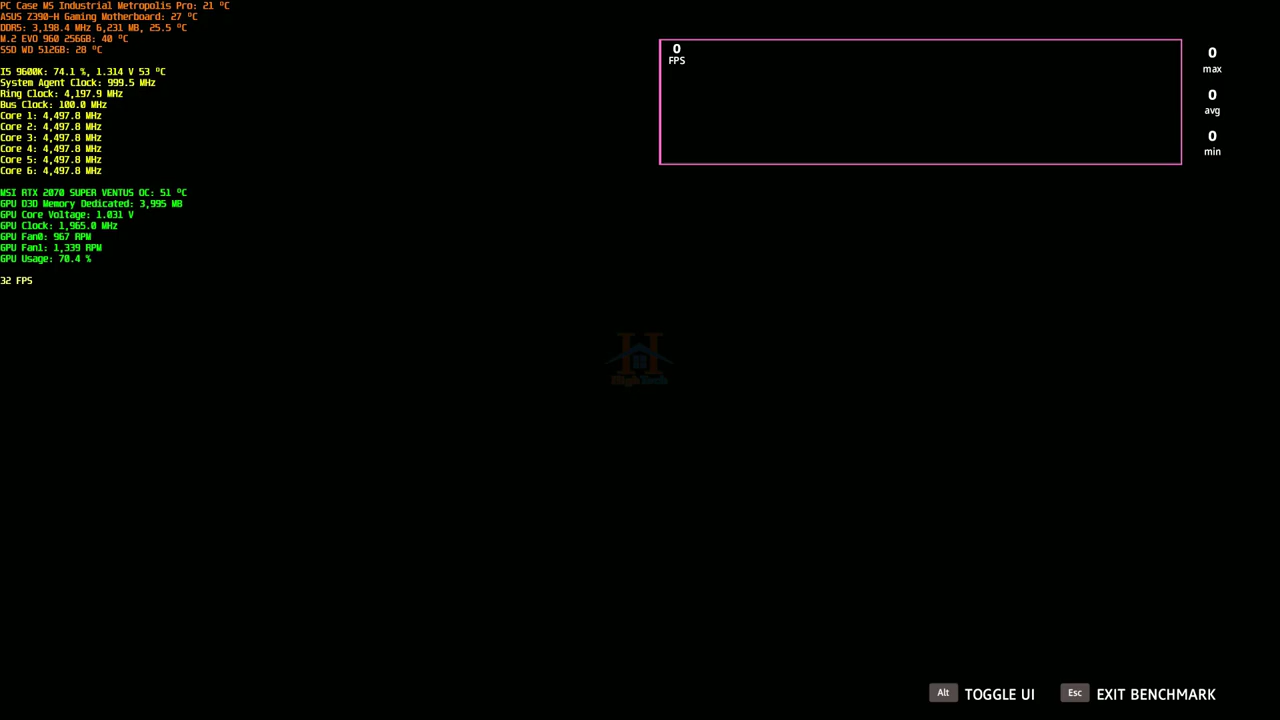 PC Case MS Industrial Metropolis Pro: 21 °C
ASUS Z390-H Gaming Motherboard: 27 °C
DDR5: 3,198.4 MHz 6,231 MB, 25.5 °C
M.2 EVO 960 256GB: 40 °C
SSD WD 512GB: 28 °C
I5 9600K: 74.1 %, 1.314 V 53 °C
System Agent Clock: 999.5 MHz
Ring Clock: 4,197.9 MHz
Bus Clock: 100.0 MHz
Core 1: 4,497.8 MHz
Core 2: 4,497.8 MHz
Core 3: 4,497.8 MHz
Core 4: 4,497.8 MHz
Core 5: 4,497.8 MHz
Core 6: 4,497.8 MHz
MSI RTX 2070 SUPER VENTUS OC: 51 °C
GPU D3D Memory Dedicated: 3,995 MB
GPU Core Voltage: 1.031 V
GPU Clock: 1,965.0 MHz
GPU Fan0: 967 RPM
GPU Fan1: 1,339 RPM
GPU Usage: 70.4 %
32 FPS
0
FPS
0
max
0
avg
0
min
H
HighTech
Alt TOGGLE UI Esc EXIT BENCHMARK